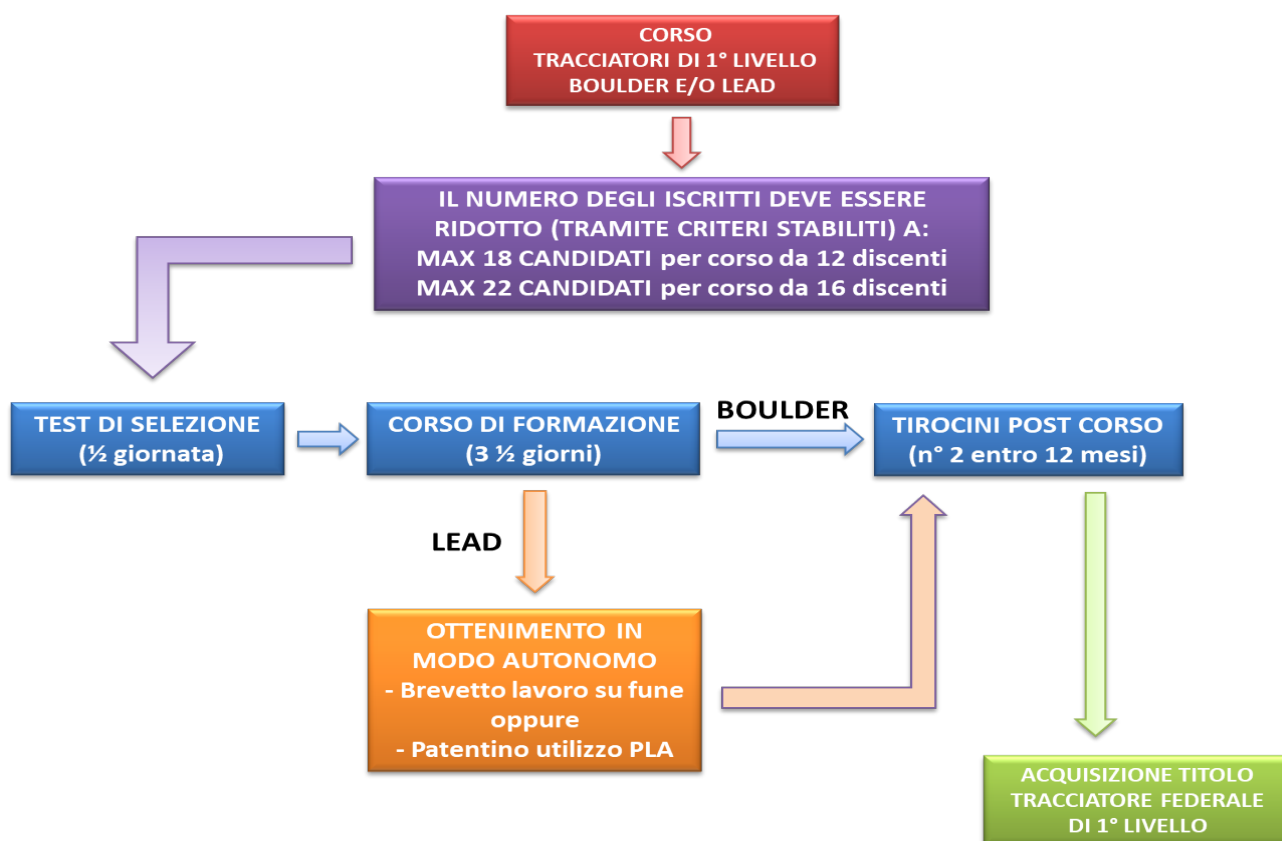 CORSO
TRACCIATORI DI 1° LIVELLO
BOULDER E/O LEAD
IL NUMERO DEGLI ISCRITTI DEVE ESSERE
RIDOTTO (TRAMITE CRITERI STABILITI) A:
MAX 18 CANDIDATI per corso da 12 discenti
MAX 22 CANDIDATI per corso da 16 discenti
TEST DI SELEZIONE
(½ giornata)
CORSO DI FORMAZIONE
(3 ½ giorni)
BOULDER
TIROCINI POST CORSO
(n° 2 entro 12 mesi)
LEAD
OTTENIMENTO IN
MODO AUTONOMO
- Brevetto lavoro su fune
oppure
- Patentino utilizzo PLA
ACQUISIZIONE TITOLO
TRACCIATORE FEDERALE
DI 1° LIVELLO